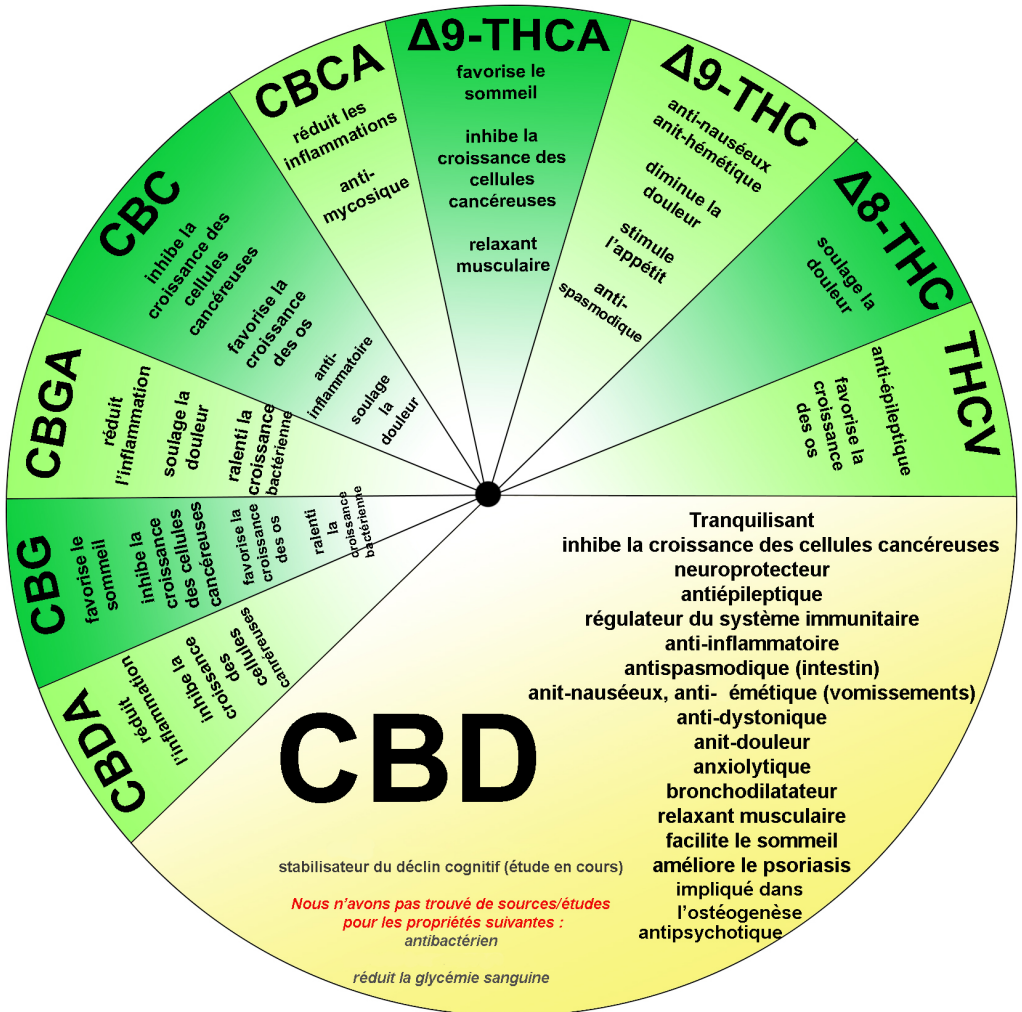 Δ9-THCA
favorise le
sommeil
inhibe la
croissance des
cellules
cancéreuses
relaxant
musculaire
Δ9-THC
anti-nauséeux
anit-hémétique
diminue la
douleur
stimule
l'appétit
anti-
spasmodique
Δ8-THC
soulage la
douleur
THCV
anti-épileptique
favorise la
croissance
des os
CBD
Tranquilisant
inhibe la croissance des cellules cancéreuses
neuroprotecteur
antiépileptique
régulateur du système immunitaire
anti-inflammatoire
antispasmodique (intestin)
anit-nauséeux, anti- émétique (vomissements)
anti-dystonique
anit-douleur
anxiolytique
bronchodilatateur
relaxant musculaire
facilite le sommeil
améliore le psoriasis
impliqué dans
l'ostéogenèse
antipsychotique
stabilisateur du déclin cognitif (étude en cours)
Nous n'avons pas trouvé de sources/études
pour les propriétés suivantes :
antibactérien
réduit la glycémie sanguine
CBDA
réduit
l'inflammation
inhibe la
croissance
des
cellules
canréreuses
CBG
favorise le
sommeil
inhibe la
croissance
des cellules
cancéreuses
favorise la
croissance
des os
ralenti
la
croissance
bactérienne
CBGA
réduit
l'inflammation
soulage la
douleur
ralenti la
croissance
bactérienne
CBC
inhibe la
croissance des
cellules
cancéreuses
favorise la
croissance
des os
anti-
inflammatoire
soulage
la
douleur
CBCA
réduit les
inflammations
anti-
mycosique